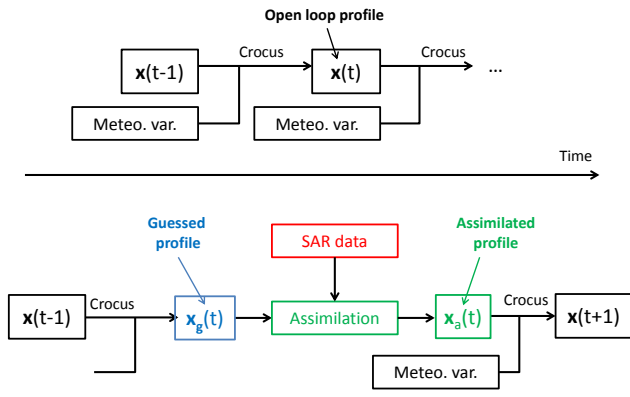 Open loop profile
Crocus
Crocus
x(t-1)
x(t)
...
Meteo. var.
Meteo. var.
Time
Guessed
profile
SAR data
Assimilated
profile
Crocus
Crocus
x(t-1)
xg(t)
Assimilation
xa(t)
x(t+1)
Meteo. var.